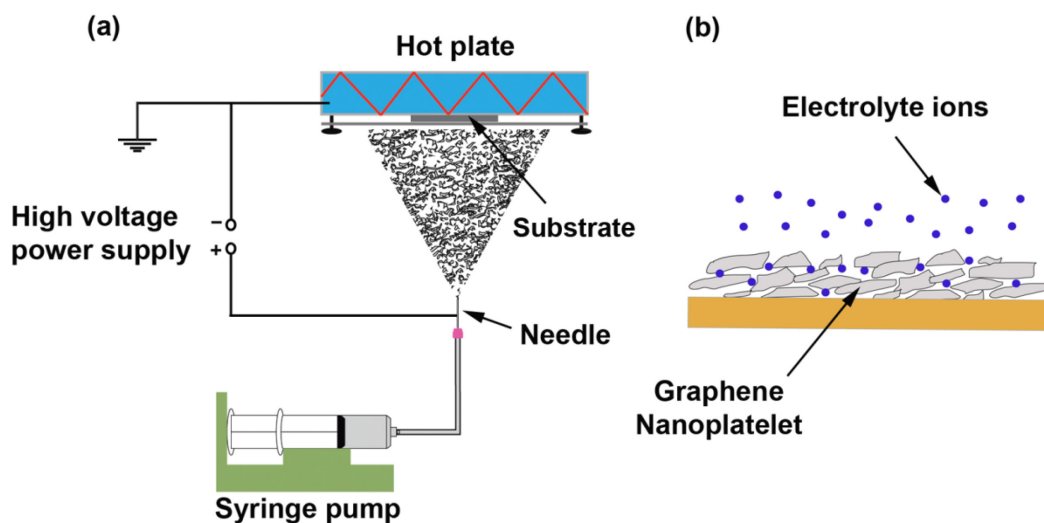 (a)
Hot plate
High voltage
power supply
−
+
Substrate
Needle
Syringe pump
(b)
Electrolyte ions
Graphene
Nanoplatelet